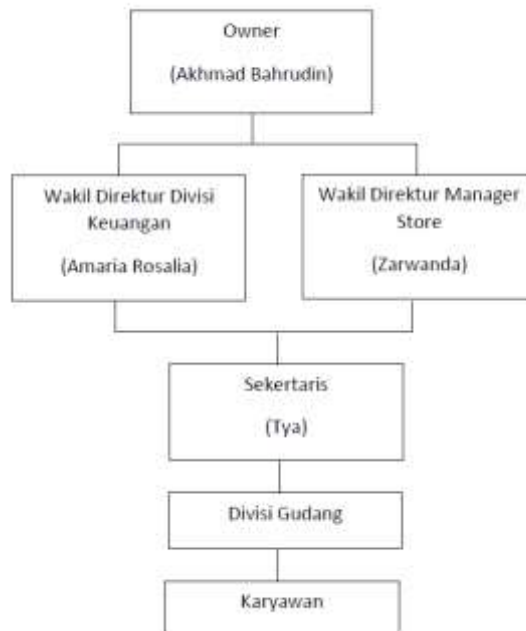 Owner
(Akhmad Bahrudin)
Wakil Direktur Divisi
Keuangan
(Amaria Rosalia)
Wakil Direktur Manager
Store
(Zarwanda)
Sekertaris
(Tya)
Divisi Gudang
Karyawan